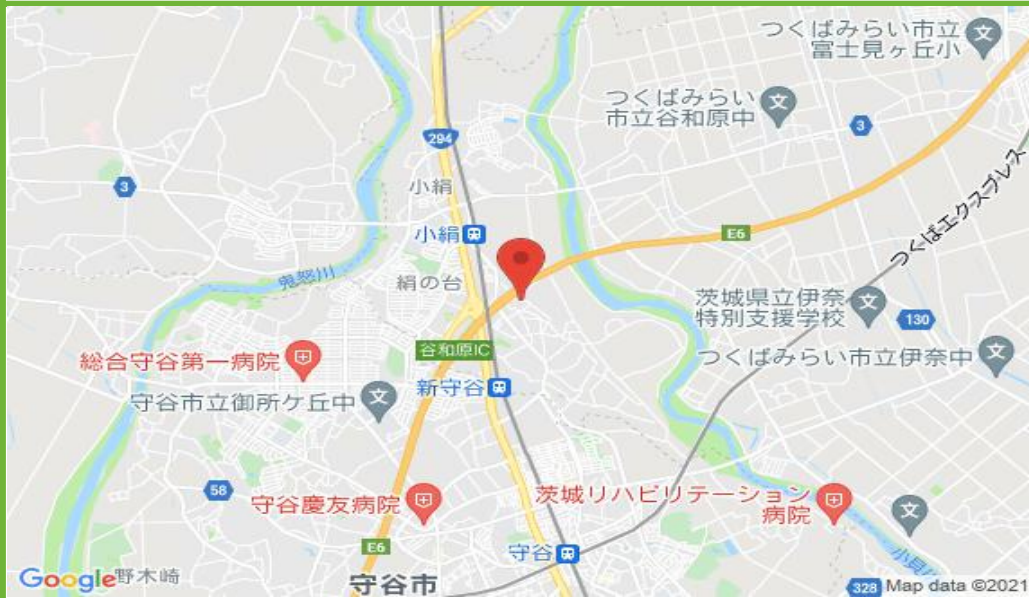 つくばみらい市立
富士見ヶ丘小
つくばみらい
市立谷和原中
3
294
3
小絹
小絹
E6
つくばエクスプレス
鬼怒川
絹の台
茨城県立伊奈
特別支援学校
130
谷和原IC
総合守谷第一病院
つくばみらい市立伊奈中
新守谷
守谷市立御所ケ丘中
58
守谷慶友病院
茨城リハビリテーション
病院
E6
守谷
小貝川
Google
野木崎
守谷市
328
Map data ©2021